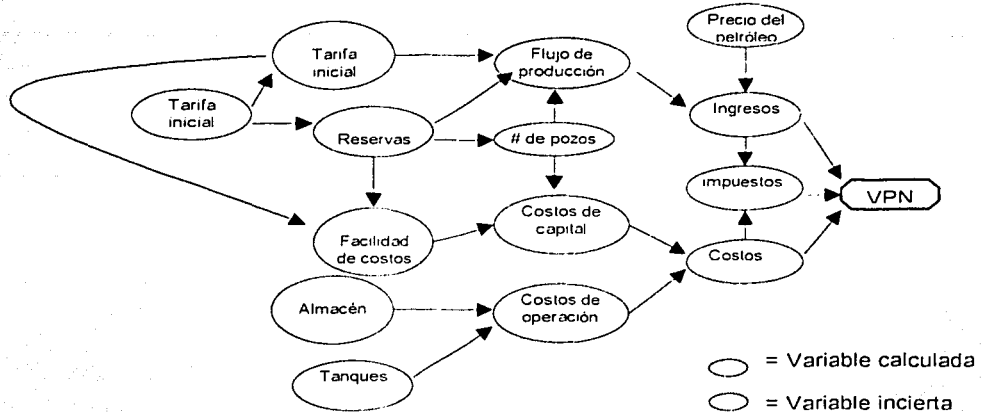 Precio del
petróleo
Tarifa
inicial
Flujo de
producción
Tarifa
inicial
Ingresos
Reservas
# de pozos
Impuestos
VPN
Facilidad
de costos
Costos de
capital
Costos
Almacén
Costos de
operación
Tanques
= Variable calculada
= Variable incierta